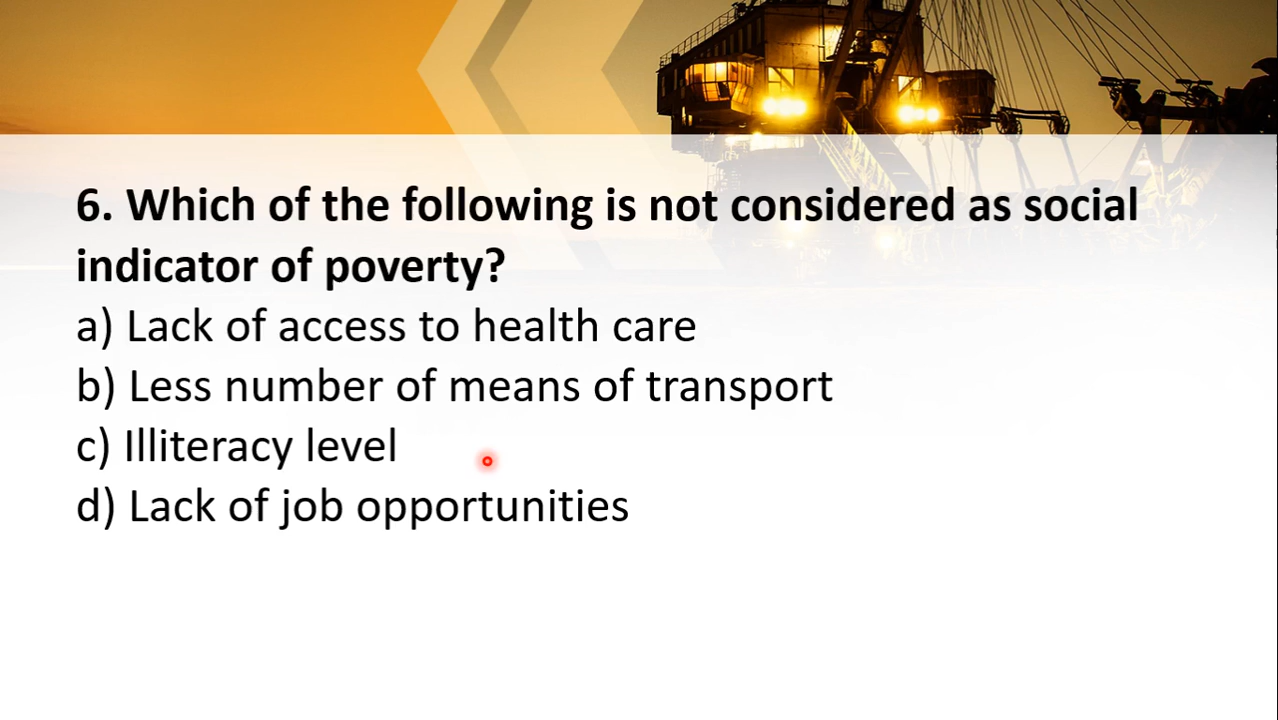 6. Which of the following is not considered as social
indicator of poverty?
a) Lack of access to health care
b) Less number of means of transport
c) Illiteracy level
d) Lack of job opportunities